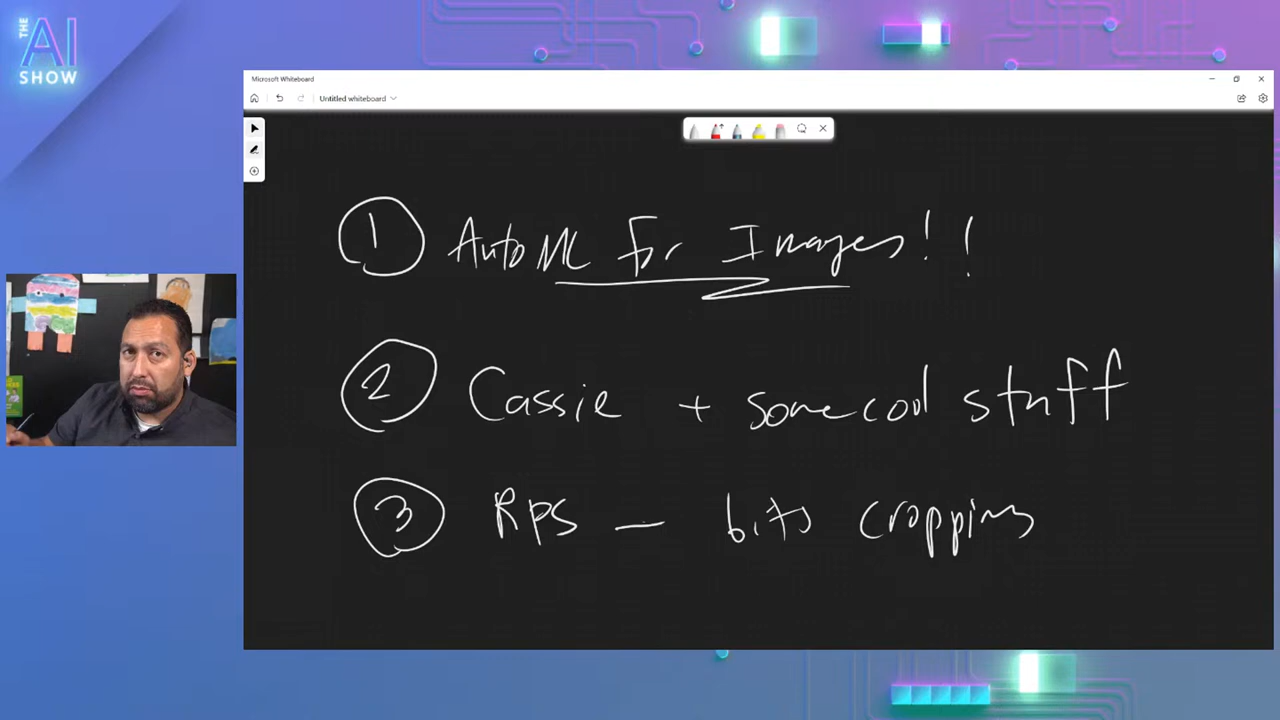 THE
AI
SHOW
Microsoft Whiteboard
Untitled whiteboard
1 AutoML For Images!!
2 Cassie + some cool stuff
3 Rps — bits cropping